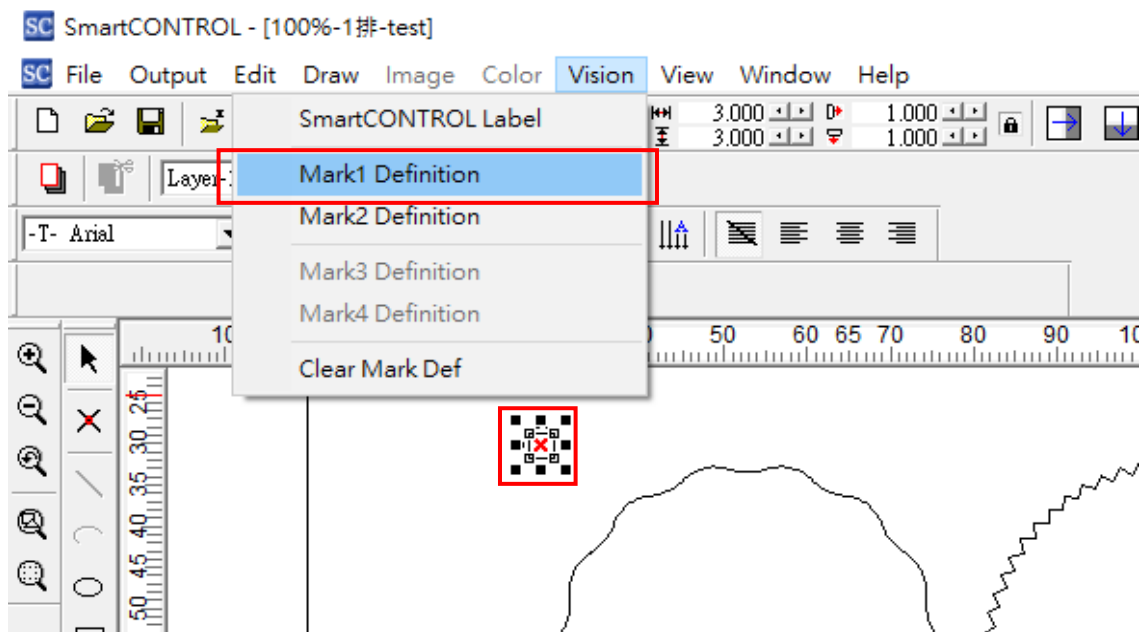 SC SmartCONTROL - [100%-1排-test]
SC File Output Edit Draw Image Color Vision View Window Help
SmartCONTROL Label
3.000 1.000
3.000 1.000
Mark1 Definition
Layer-
Mark2 Definition
-T- Arial
Mark3 Definition
Mark4 Definition
Clear Mark Def
10 50 60 65 70 80 90 10
25
30
35
40
45
50